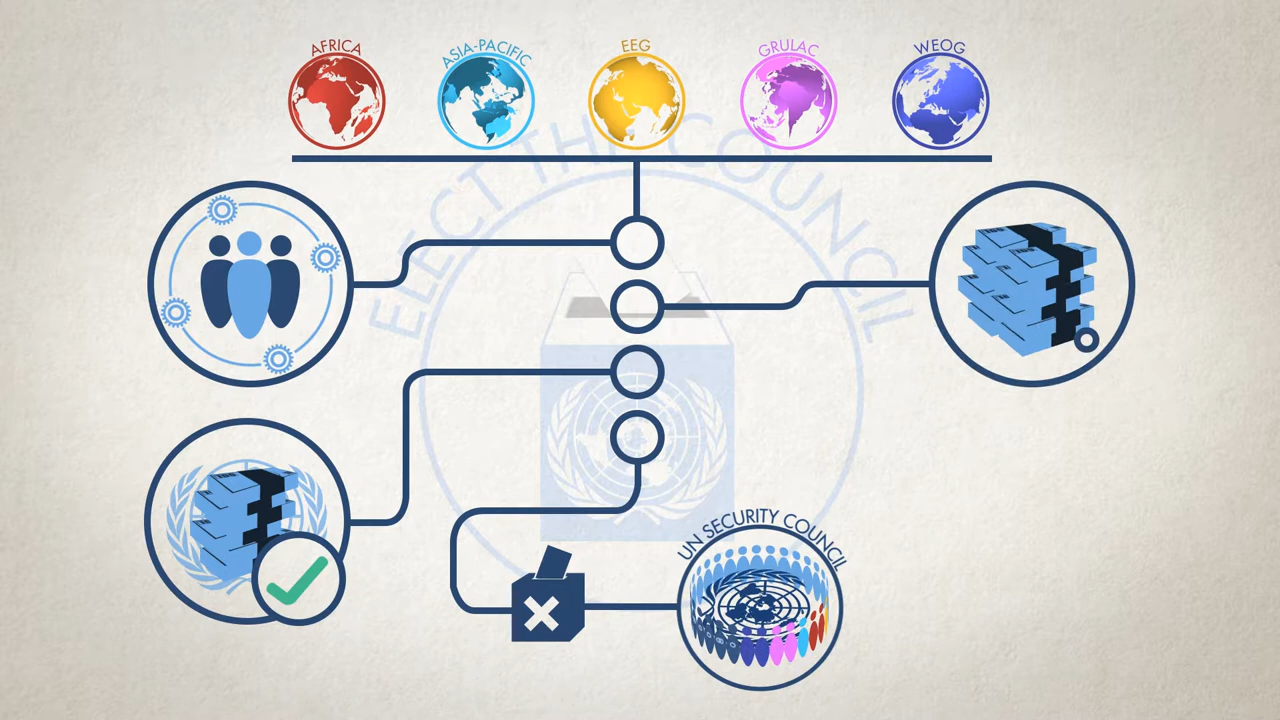 AFRICA
ASIA-PACIFIC
EEG
GRULAC
WEOG
ELECT THE COUNCIL
UN SECURITY COUNCIL